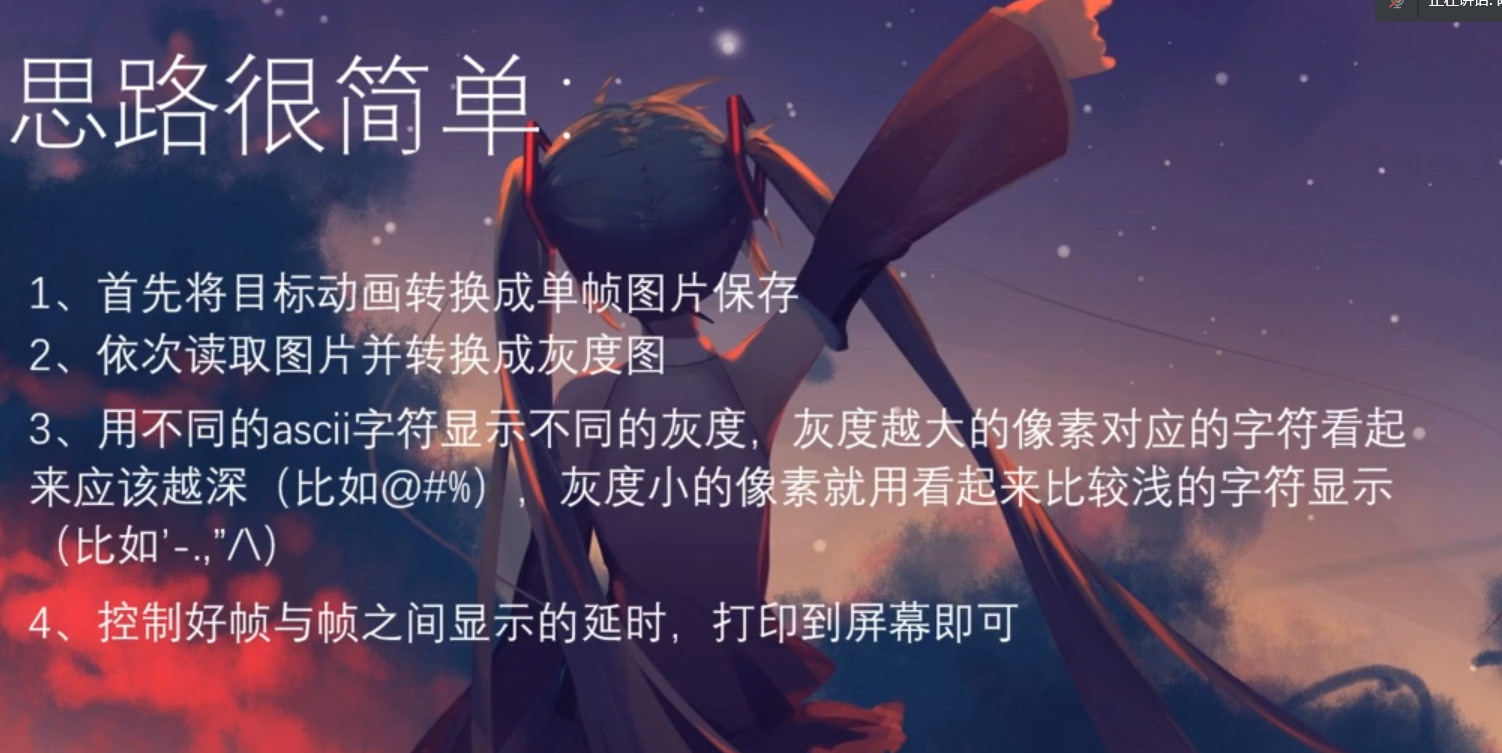 正在讲话:
思路很简单：
1、首先将目标动画转换成单帧图片保存
2、依次读取图片并转换成灰度图
3、用不同的ascii字符显示不同的灰度，灰度越大的像素对应的字符看起
来应该越深（比如@#%），灰度小的像素就用看起来比较浅的字符显示
（比如’-.,”/\）
4、控制好帧与帧之间显示的延时，打印到屏幕即可